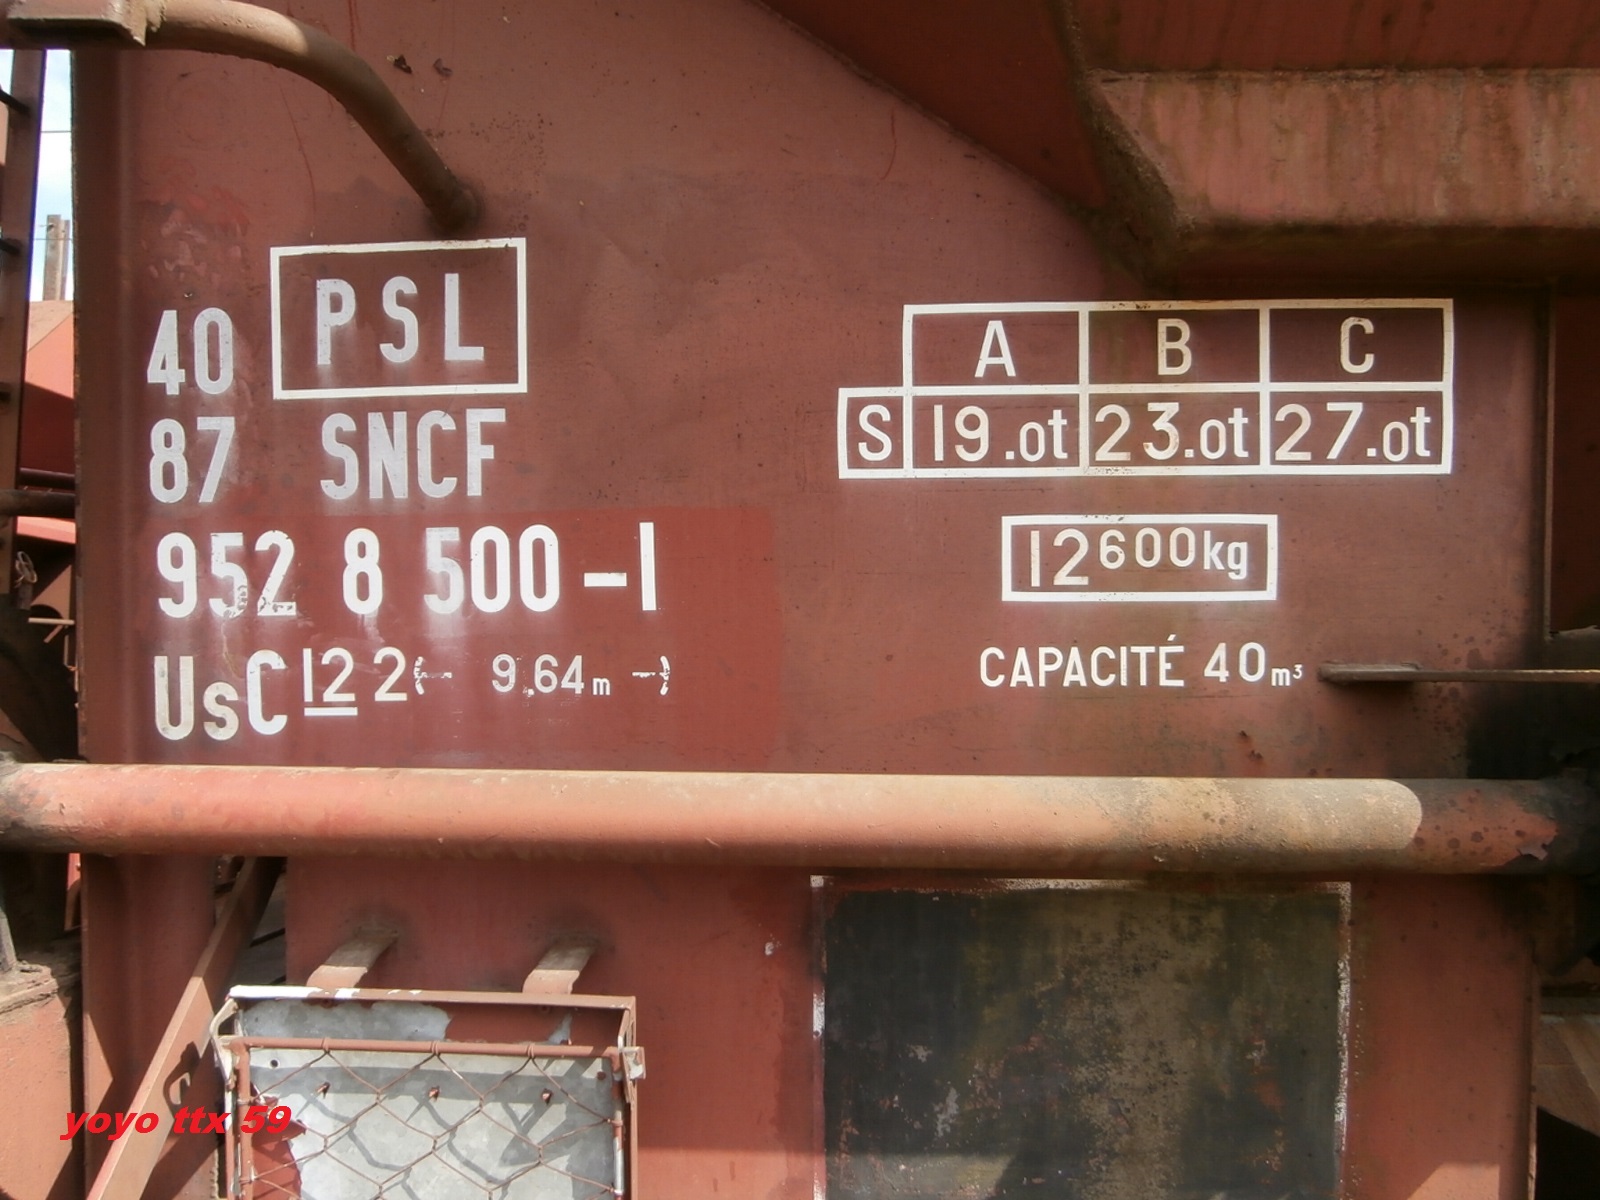 40 PSL
87 SNCF
952 8 500-1
UsC 12 2 (← 9.64m →)
A B C
S 19.0t 23.0t 27.0t
12600kg
CAPACITÉ 40m³
yoyo ttx 59